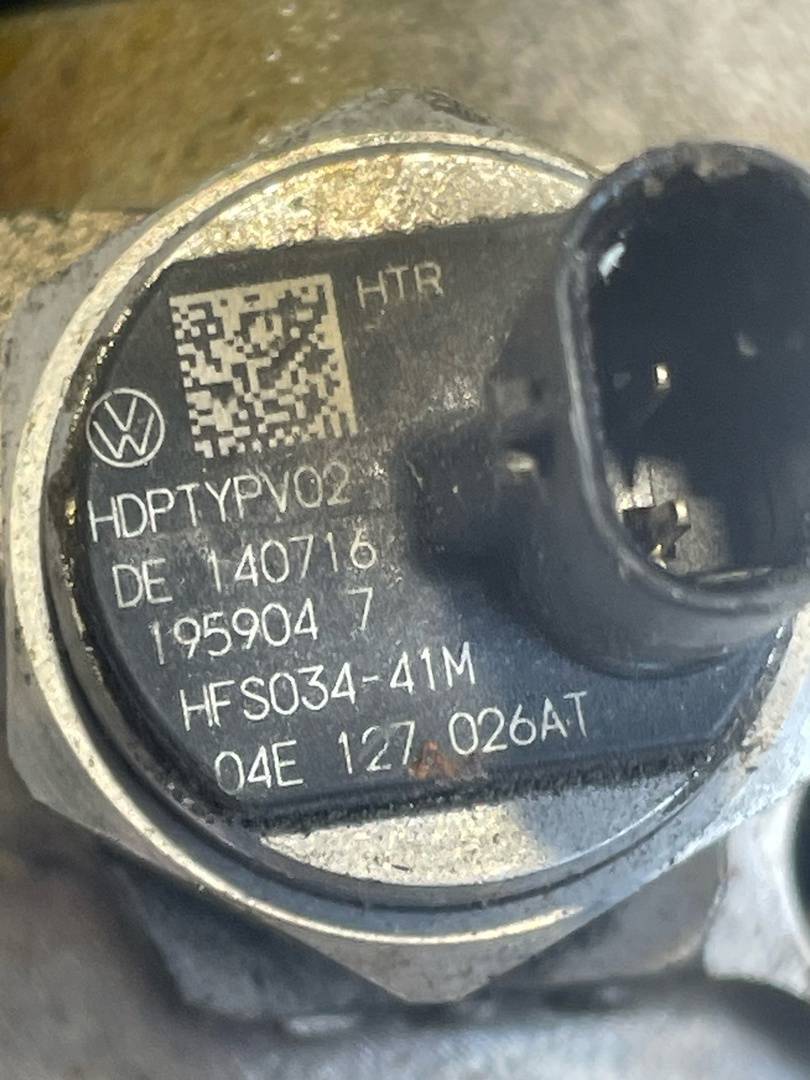 HTR
HDPTYPV02
DE 140716
195904 7
HFS034-41M
04E 127 026AT